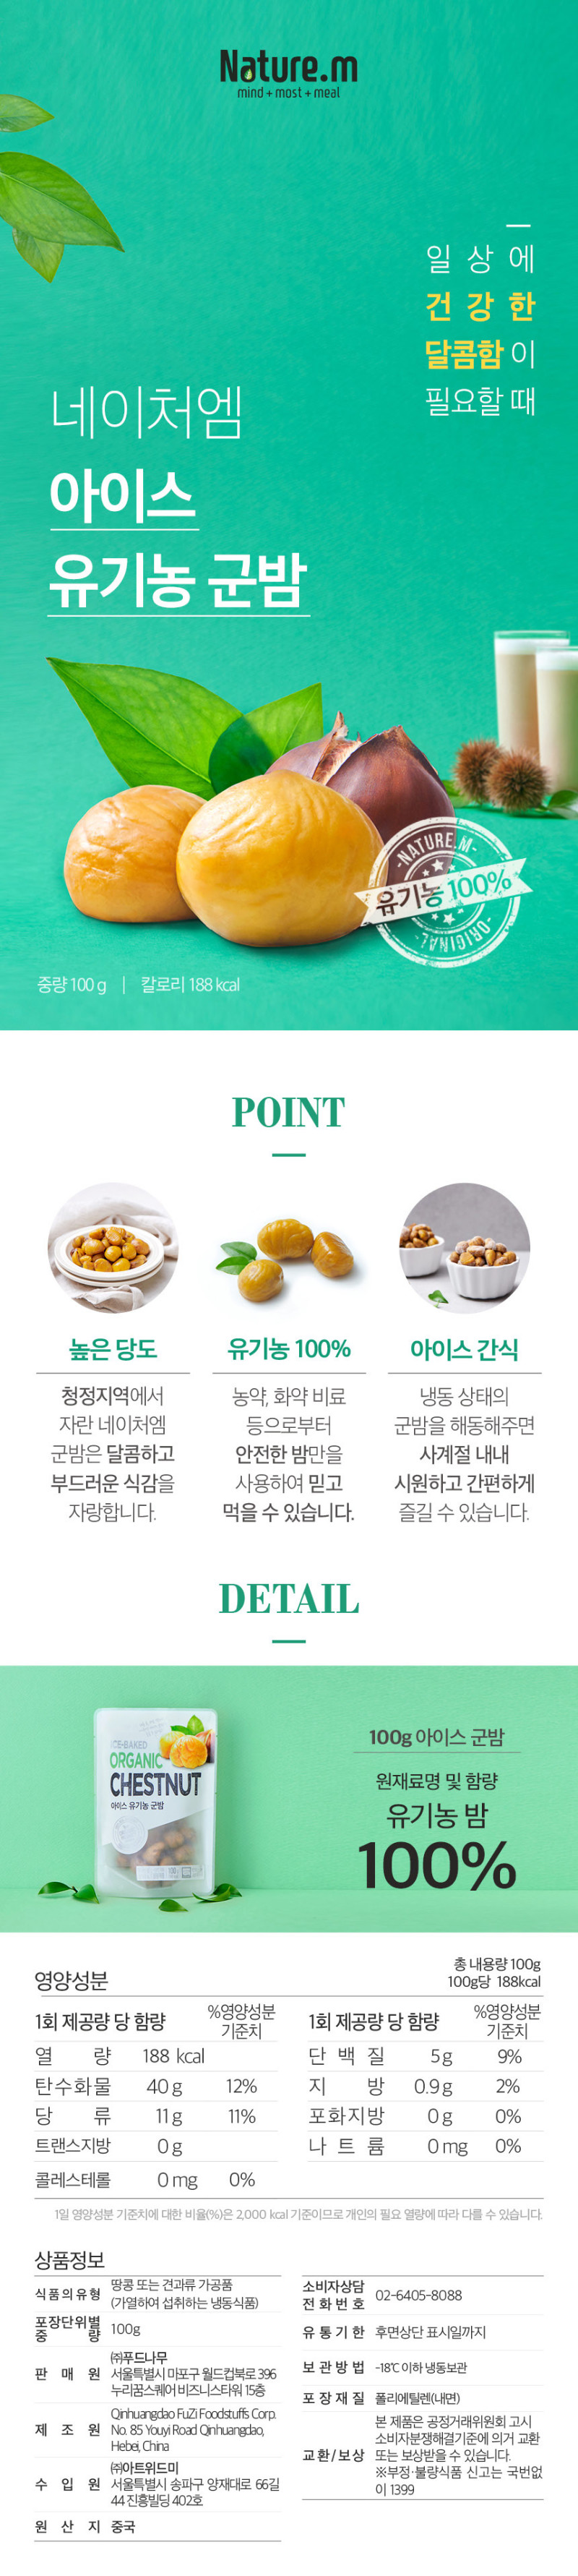 Nature.m
mind + most + meal
일 상 에
건 강 한
달콤함 이
필요할 때
네이처엠
아이스
유기농 군밤
-NATURE.M-
유기농 100%
-ORIGINAL-
중량 100 g | 칼로리 188 kcal
POINT
높은 당도
청정지역에서
자란 네이처엠
군밤은 달콤하고
부드러운 식감을
자랑합니다.
유기농 100%
농약, 화약 비료
등으로부터
안전한 밤만을
사용하여 믿고
먹을 수 있습니다.
아이스 간식
냉동 상태의
군밤을 해동해주면
사계절 내내
시원하고 간편하게
즐길 수 있습니다.
DETAIL
ICE-BAKED
ORGANIC
CHESTNUT
아이스 유기농 군밤
100g 아이스 군밤
원재료명 및 함량
유기농 밤
100%
영양성분
총 내용량 100g
100g당 188kcal
1회 제공량 당 함량 %영양성분 기준치
열 량 188 kcal
탄수화물 40 g 12%
당 류 11 g 11%
트랜스지방 0 g
콜레스테롤 0 mg 0%
1회 제공량 당 함량 %영양성분 기준치
단 백 질 5 g 9%
지 방 0.9 g 2%
포화지방 0 g 0%
나 트 륨 0 mg 0%
1일 영양성분 기준치에 대한 비율(%)은 2,000 kcal 기준이므로 개인의 필요 열량에 따라 다를 수 있습니다.
상품정보
식품의유형 땅콩 또는 견과류 가공품
(가열하여 섭취하는 냉동식품)
포장단위별 중 량 100g
판 매 원 ㈜푸드나무
서울특별시 마포구 월드컵북로 396
누리꿈스퀘어 비즈니스타워 15층
제 조 원 Qinhuangdao FuZi Foodstuffs Corp.
No. 85 Youyi Road Qinhuangdao,
Hebei, China
수 입 원 ㈜아트위드미
서울특별시 송파구 양재대로 66길
44 진흥빌딩 402호
원 산 지 중국
소비자상담 전 화 번 호 02-6405-8088
유 통 기 한 후면상단 표시일까지
보 관 방 법 -18℃ 이하 냉동보관
포 장 재 질 폴리에틸렌(내면)
교환/보상 본 제품은 공정거래위원회 고시
소비자분쟁해결기준에 의거 교환
또는 보상받을 수 있습니다.
※부정·불량식품 신고는 국번없
이 1399